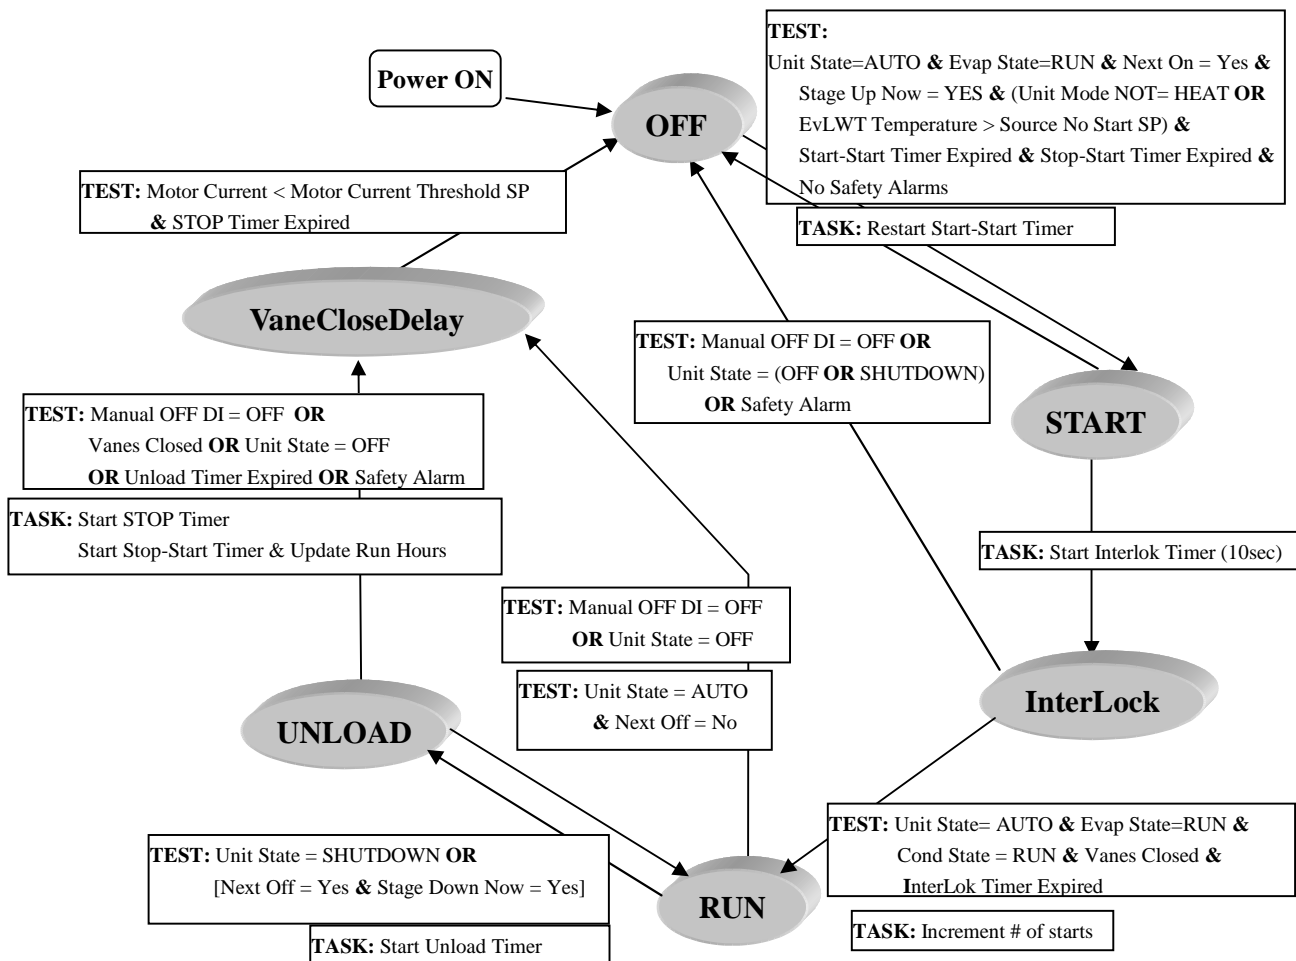 Power ON
OFF
TEST:
Unit State=AUTO & Evap State=RUN & Next On = Yes &
Stage Up Now = YES & (Unit Mode NOT= HEAT OR
EvLWT Temperature > Source No Start SP) &
Start-Start Timer Expired & Stop-Start Timer Expired &
No Safety Alarms
TASK: Restart Start-Start Timer
TEST: Motor Current < Motor Current Threshold SP
& STOP Timer Expired
VaneCloseDelay
TEST: Manual OFF DI = OFF OR
Unit State = (OFF OR SHUTDOWN)
OR Safety Alarm
START
TEST: Manual OFF DI = OFF OR
Vanes Closed OR Unit State = OFF
OR Unload Timer Expired OR Safety Alarm
TASK: Start STOP Timer
Start Stop-Start Timer & Update Run Hours
TASK: Start Interlok Timer (10sec)
TEST: Manual OFF DI = OFF
OR Unit State = OFF
TEST: Unit State = AUTO
& Next Off = No
InterLock
UNLOAD
TEST: Unit State = SHUTDOWN OR
[Next Off = Yes & Stage Down Now = Yes]
TASK: Start Unload Timer
RUN
TEST: Unit State= AUTO & Evap State=RUN &
Cond State = RUN & Vanes Closed &
InterLok Timer Expired
TASK: Increment # of starts